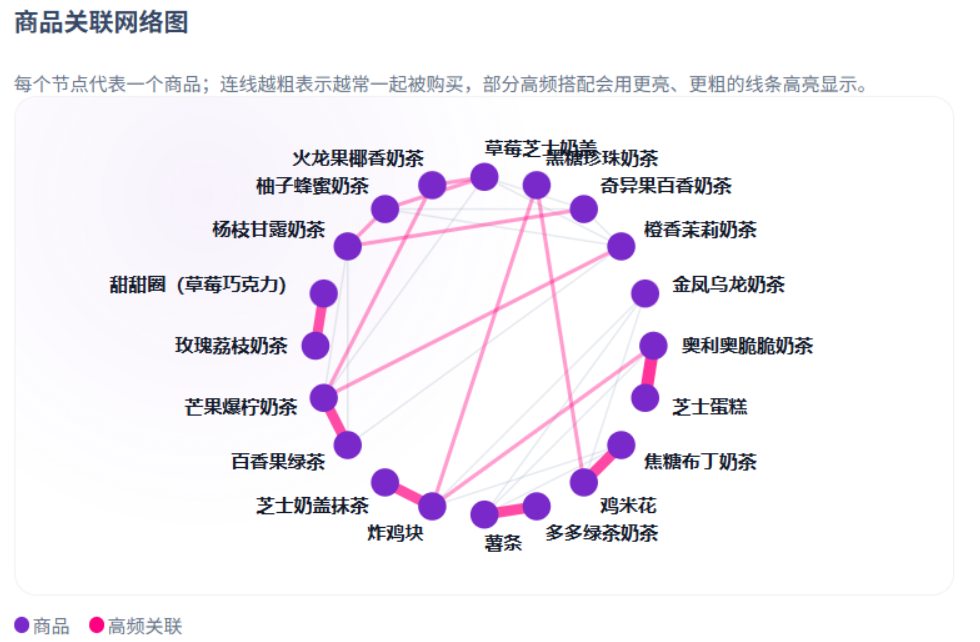 商品关联网络图
每个节点代表一个商品；连线越粗表示越常一起被购买，部分高频搭配会用更亮、更粗的线条高亮显示。
草莓芝士奶盖
火龙果椰香奶茶
黑糖珍珠奶茶
柚子蜂蜜奶茶
奇异果百香奶茶
杨枝甘露奶茶
橙香茉莉奶茶
甜甜圈（草莓巧克力）
金凤乌龙奶茶
玫瑰荔枝奶茶
奥利奥脆脆奶茶
芒果爆柠奶茶
芝士蛋糕
百香果绿茶
焦糖布丁奶茶
芝士奶盖抹茶
鸡米花
炸鸡块
多多绿茶奶茶
薯条
商品
高频关联